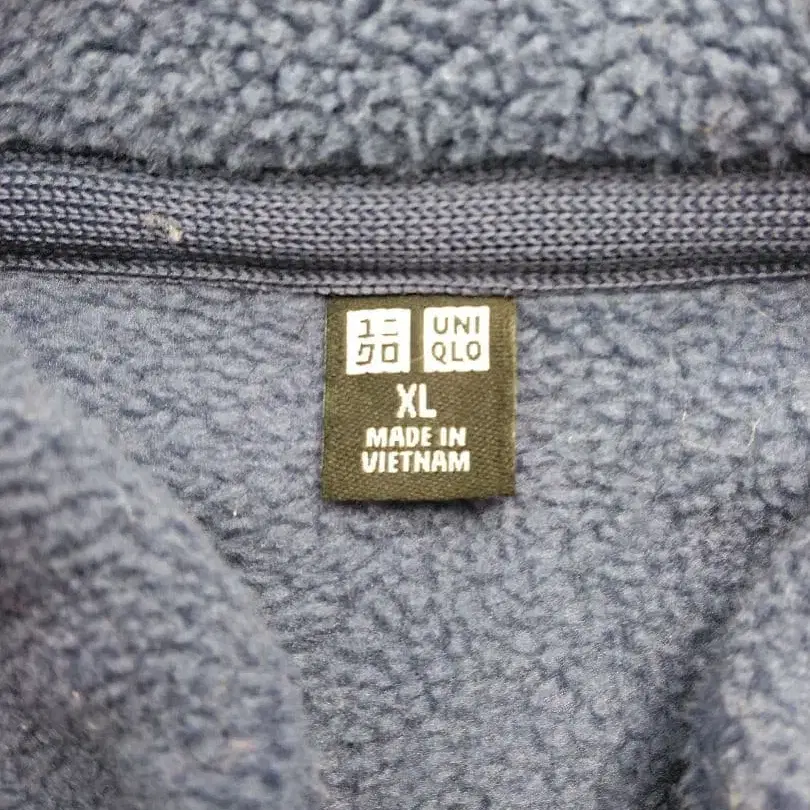 ユニ UNI
クロ QLO
XL
MADE IN
VIETNAM